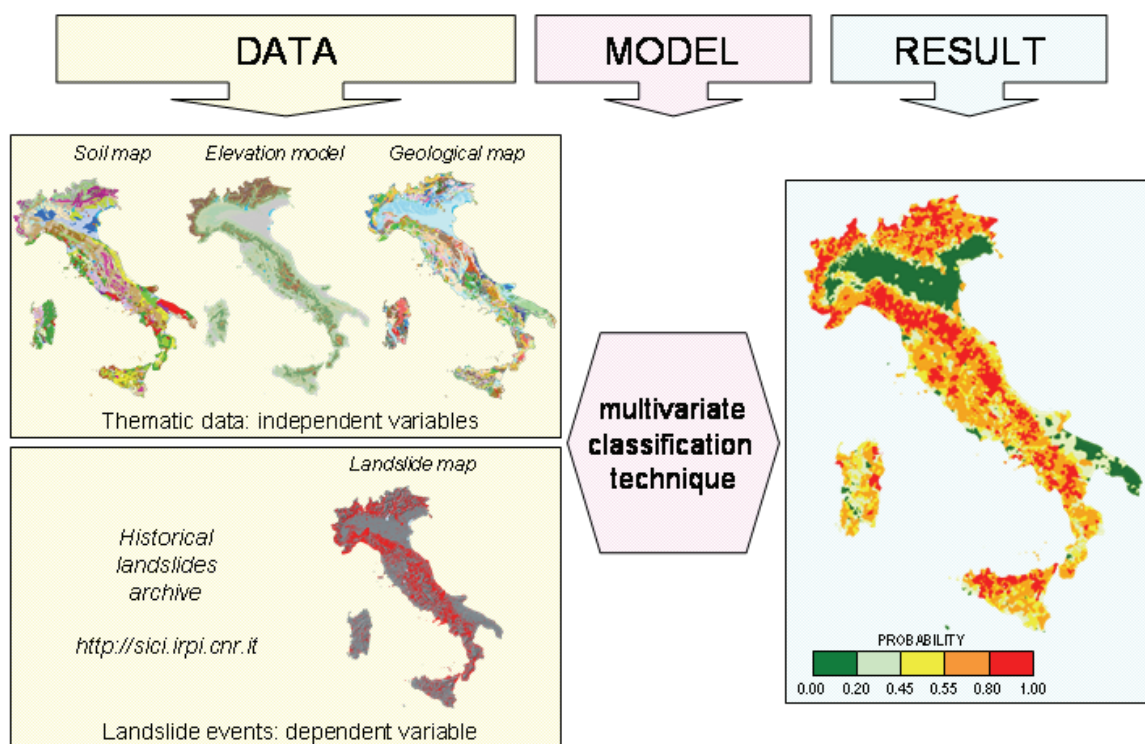 DATA
MODEL
RESULT
Soil map
Elevation model
Geological map
Thematic data: independent variables
Landslide map
Historical
landslides
archive
http://sici.irpi.cnr.it
Landslide events: dependent variable
multivariate
classification
technique
PROBABILITY
0.00 0.20 0.45 0.55 0.80 1.00